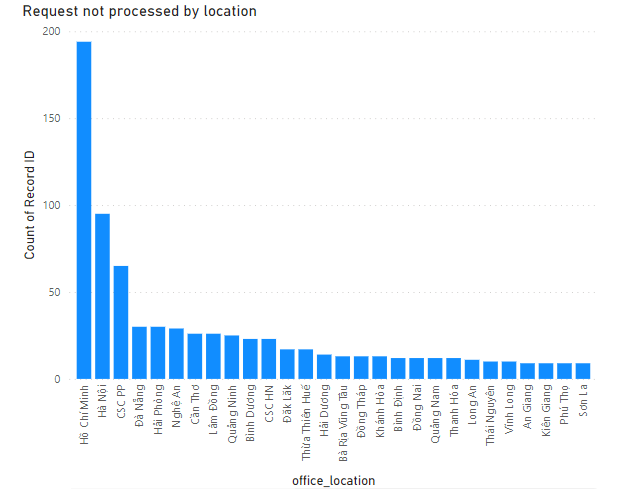 Request not processed by location
200
150
100
50
0
Count of Record ID
Hồ Chí Minh
Hà Nội
CSC PP
Đà Nẵng
Hải Phòng
Nghệ An
Cần Thơ
Lâm Đồng
Quảng Ninh
Bình Dương
CSC HN
Đắk Lắk
Thừa Thiên Huế
Hải Dương
Bà Rịa Vũng Tàu
Đồng Tháp
Khánh Hòa
Bình Định
Đồng Nai
Quảng Nam
Thanh Hóa
Long An
Thái Nguyên
Vĩnh Long
An Giang
Kiên Giang
Phú Thọ
Sơn La
office_location